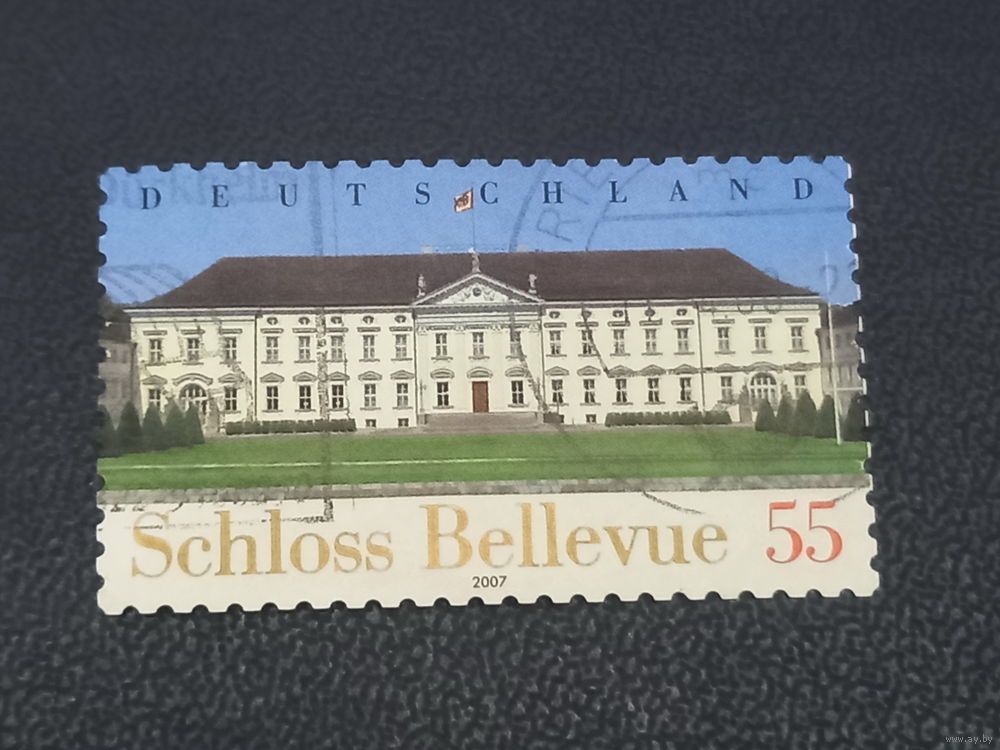 DEUTSCHLAND
Schloss Bellevue 55
2007
www.ay.by